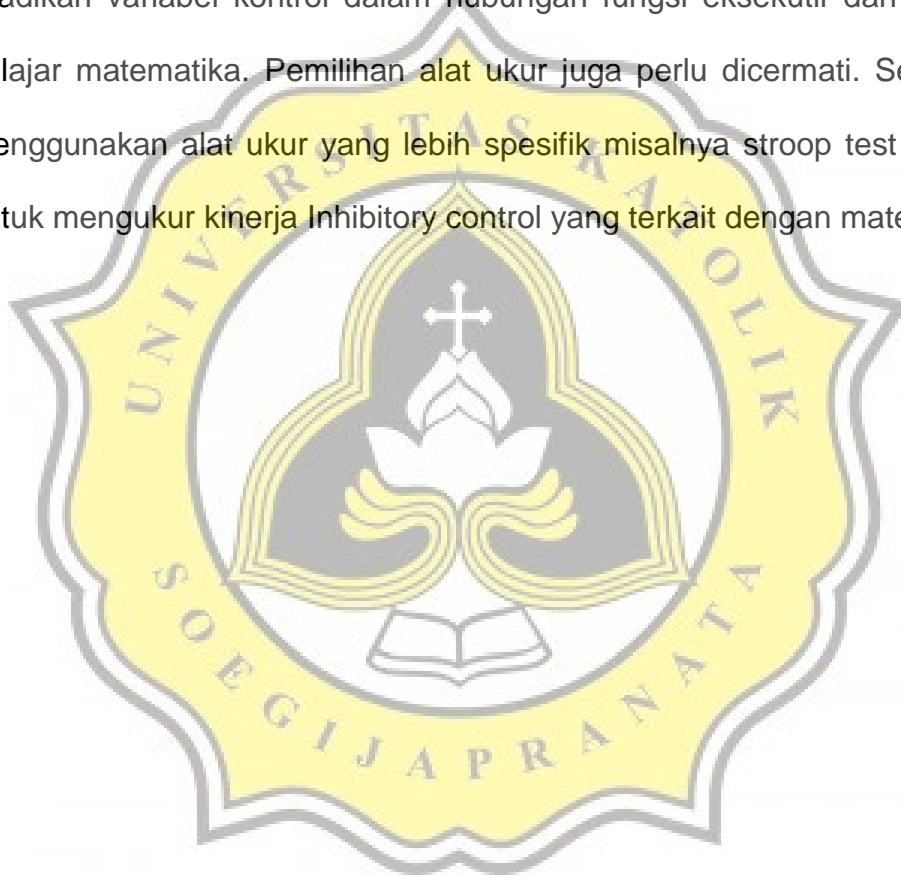 adikan variabel kontrol dalam hubungan fungsi eksekutif dan
lajar matematika. Pemilihan alat ukur juga perlu dicermati. Se
enggunakan alat ukur yang lebih spesifik misalnya stroop test
tuk mengukur kinerja Inhibitory control yang terkait dengan mate
UNIVERSITAS KATOLIK
SOEGIJAPRANATA